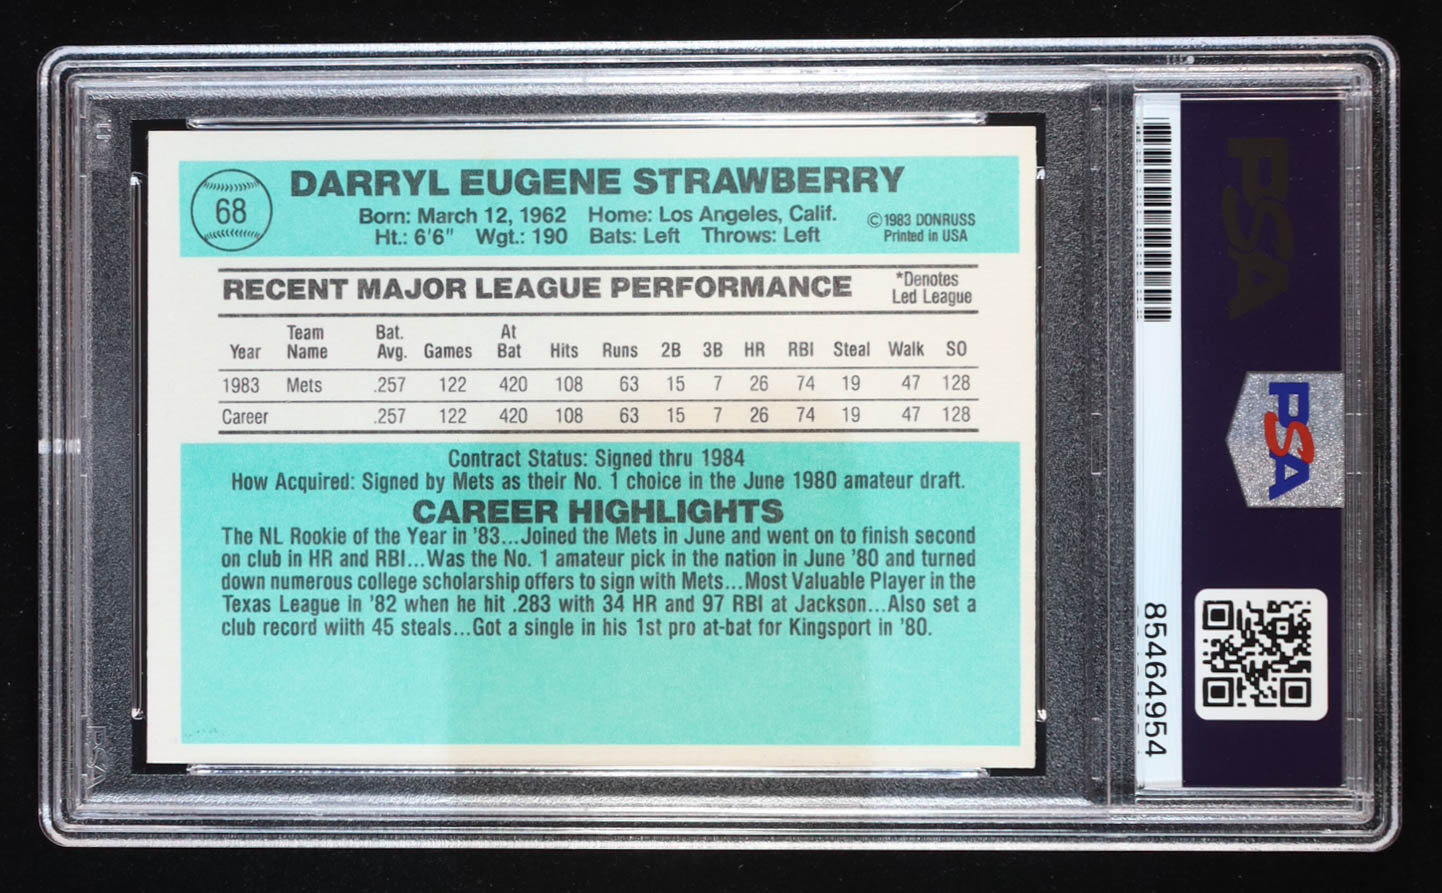 68
DARRYL EUGENE STRAWBERRY
Born: March 12, 1962 Home: Los Angeles, Calif.
Ht.: 6'6" Wgt.: 190 Bats: Left Throws: Left
©1983 DONRUSS
Printed in USA
RECENT MAJOR LEAGUE PERFORMANCE
*Denotes
Led League
Year Team Name Bat. Avg. Games At Bat Hits Runs 2B 3B HR RBI Steal Walk SO
1983 Mets .257 122 420 108 63 15 7 26 74 19 47 128
Career .257 122 420 108 63 15 7 26 74 19 47 128
Contract Status: Signed thru 1984
How Acquired: Signed by Mets as their No. 1 choice in the June 1980 amateur draft.
CAREER HIGHLIGHTS
The NL Rookie of the Year in '83...Joined the Mets in June and went on to finish second
on club in HR and RBI...Was the No. 1 amateur pick in the nation in June '80 and turned
down numerous college scholarship offers to sign with Mets...Most Valuable Player in the
Texas League in '82 when he hit .283 with 34 HR and 97 RBI at Jackson...Also set a
club record wiith 45 steals...Got a single in his 1st pro at-bat for Kingsport in '80.
PSA
PSA
85464954
PSA